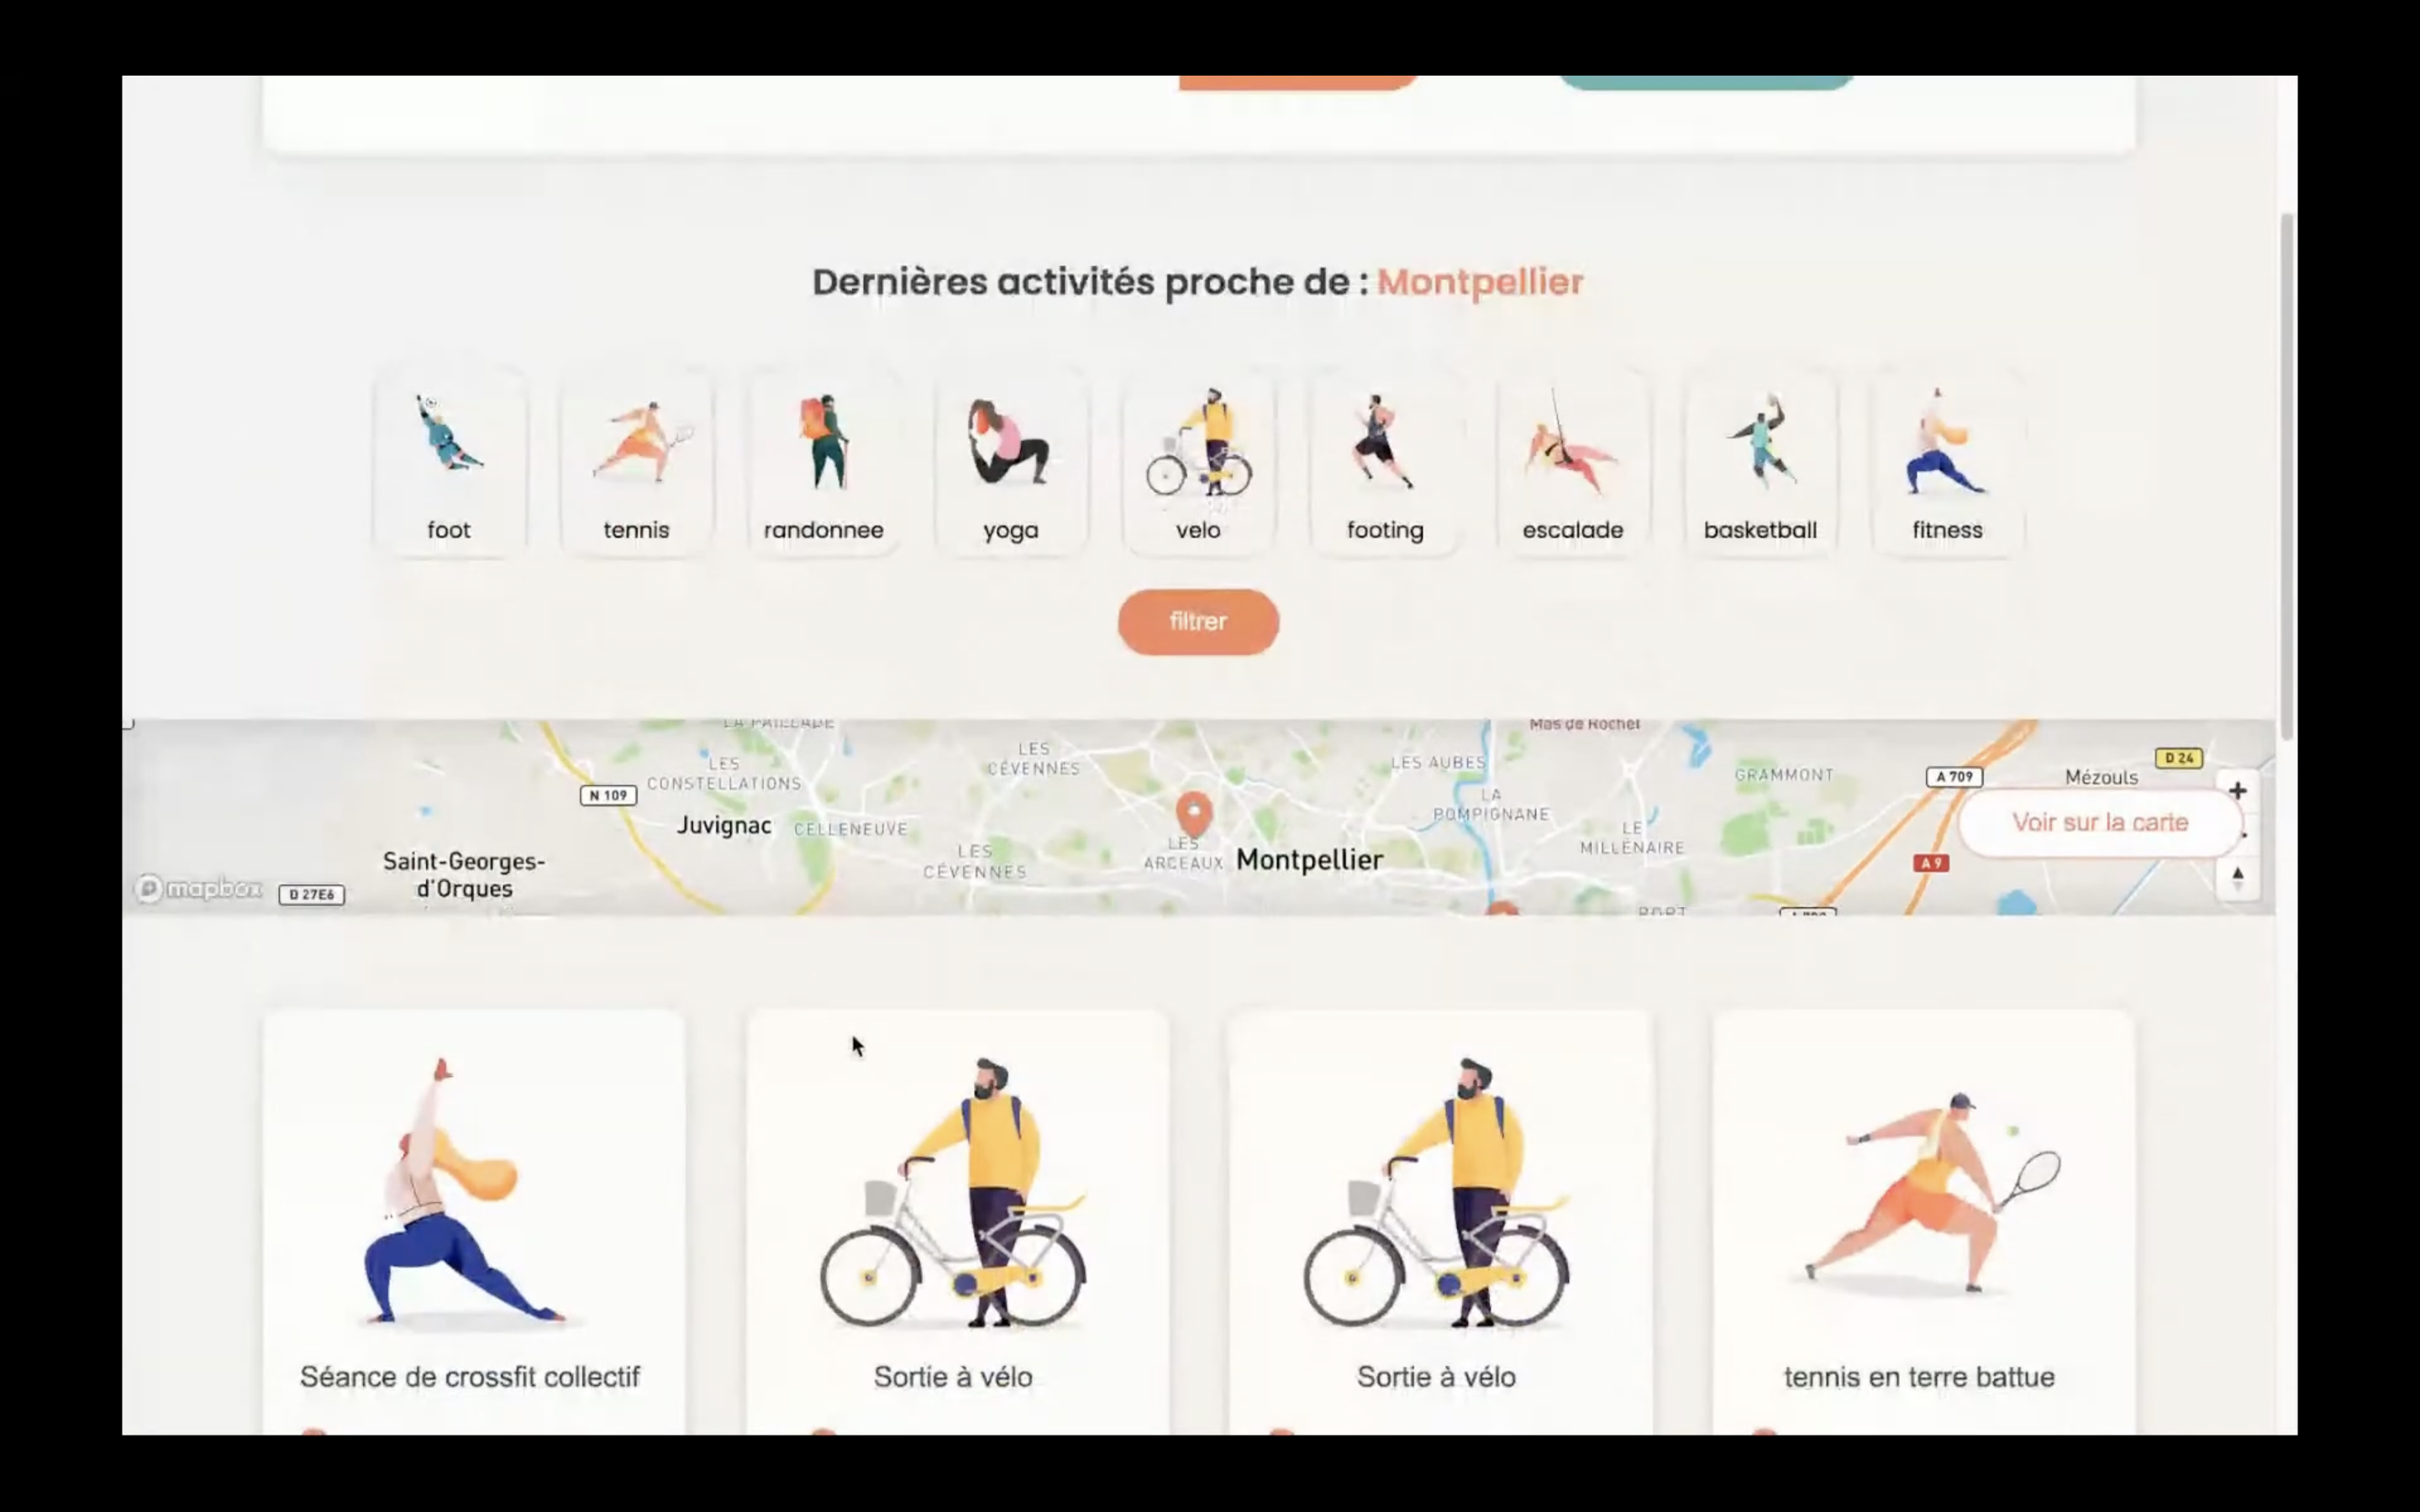 Dernières activités proche de : Montpellier
foot
tennis
randonnee
yoga
velo
footing
escalade
basketball
fitness
filtrer
LA PAILLADE
Mas de Rochet
LES
CONSTELLATIONS
LES
CÉVENNES
LES AUBES
GRAMMONT
A 709
Mézouls
D 24
N 109
LA
POMPIGNANE
Juvignac
CELLENEUVE
Voir sur la carte
LE
MILLÉNAIRE
Saint-Georges-
d'Orques
LES
CÉVENNES
LES
ARCEAUX
Montpellier
A 9
mapbox
D 27E6
Séance de crossfit collectif
Sortie à vélo
Sortie à vélo
tennis en terre battue